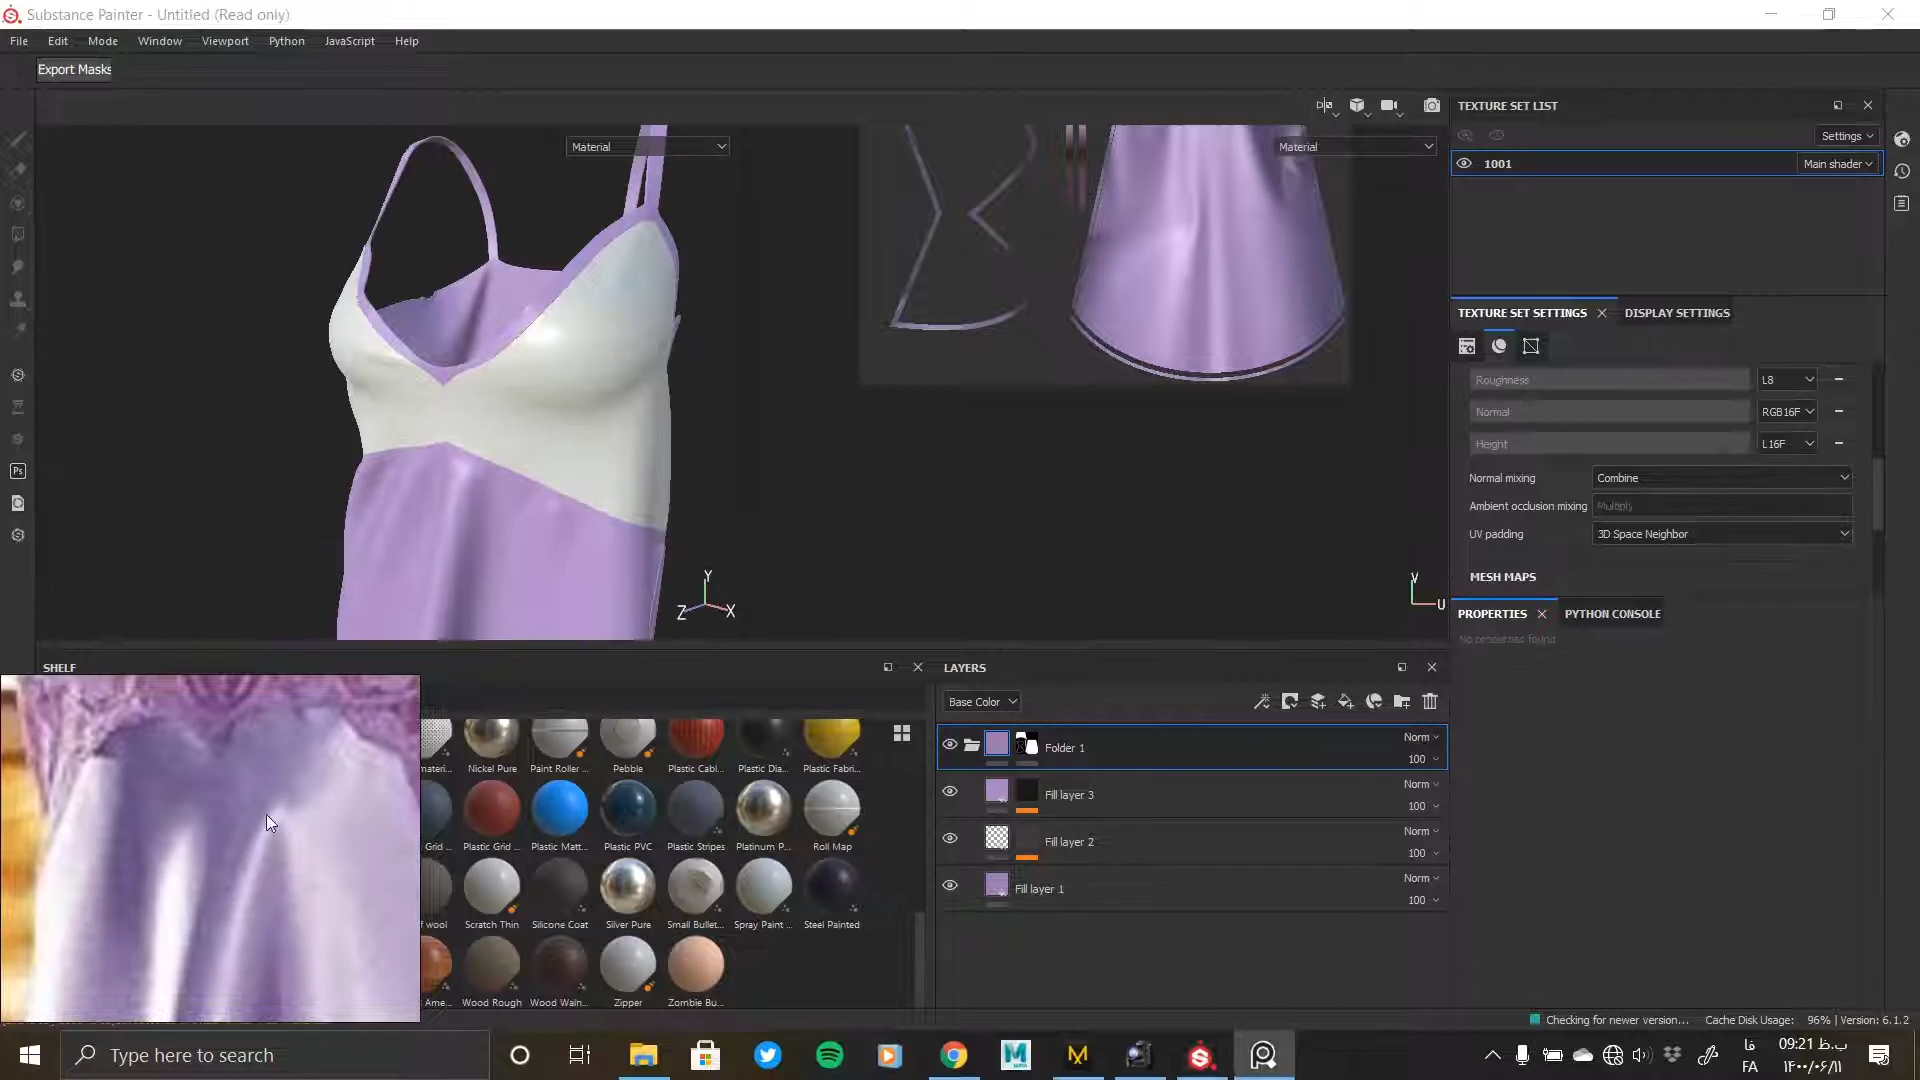 Substance Painter - Untitled (Read only)
File Edit Mode Window Viewport Python JavaScript Help
Export Masks
Material
Material
TEXTURE SET LIST
Settings
1001
Main shader
TEXTURE SET SETTINGS
DISPLAY SETTINGS
Roughness
L8
Normal
RGB16F
Height
L16F
Normal mixing
Combine
Ambient occlusion mixing
Multiply
UV padding
3D Space Neighbor
MESH MAPS
PROPERTIES
PYTHON CONSOLE
No properties found
Y
Z
X
V
U
SHELF
materi... Nickel Pure Paint Roller ... Pebble Plastic Cabl... Plastic Dia... Plastic Fabri...
Grid ... Plastic Grid ... Plastic Matt... Plastic PVC Plastic Stripes Platinum P... Roll Map
f wool Scratch Thin Silicone Coat Silver Pure Small Bullet... Spray Paint ... Steel Painted
Ame... Wood Rough Wood Waln... Zipper Zombie Bu...
LAYERS
Base Color
Folder 1
Norm
100
Fill layer 3
Norm
100
Fill layer 2
Norm
100
Fill layer 1
Norm
100
Checking for newer version... Cache Disk Usage: 96% | Version: 6.1.2
Ps
Type here to search
فا
FA
09:21 ب.ظ
۱۴۰۰/۰۶/۱۱